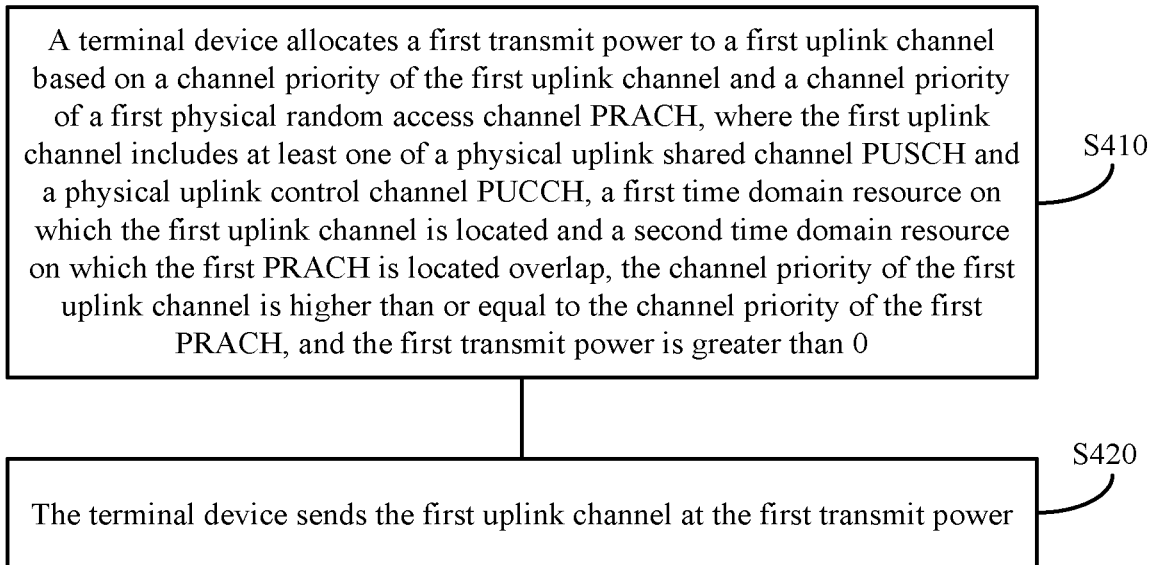 A terminal device allocates a first transmit power to a first uplink channel
based on a channel priority of the first uplink channel and a channel priority
of a first physical random access channel PRACH, where the first uplink
channel includes at least one of a physical uplink shared channel PUSCH and
a physical uplink control channel PUCCH, a first time domain resource on
which the first uplink channel is located and a second time domain resource
on which the first PRACH is located overlap, the channel priority of the first
uplink channel is higher than or equal to the channel priority of the first
PRACH, and the first transmit power is greater than 0
S410
The terminal device sends the first uplink channel at the first transmit power
S420